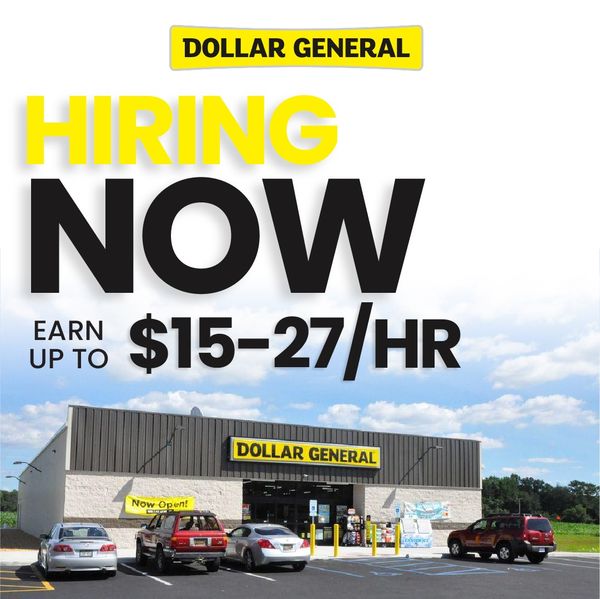 DOLLAR GENERAL
HIRING
NOW
EARN
UP TO
$15-27/HR
DOLLAR GENERAL
Now Open!